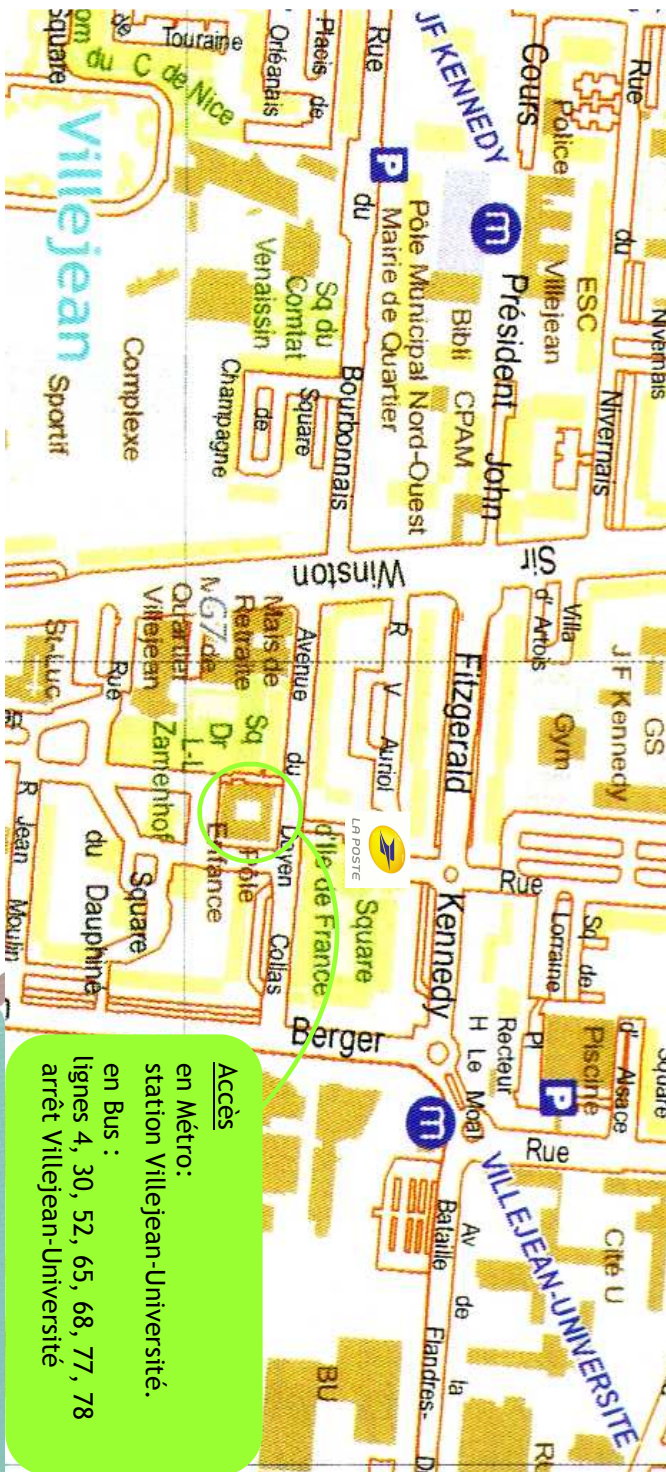 Rue
du
Nivernais
Nivernais
GS
J F Kennedy
Square
d' Alsace
Police
ESC
Villejean
Villa
d' Artois
Gym
Sq de
Lorraine
Piscine
P
Pl
Recteur
H Le Moal
Rue
Rue
Cité U
JF KENNEDY
Cours
m
Président
John
Sir
Winston
Fitzgerald
Kennedy
VILLEJEAN-UNIVERSITE
m
Av
de
la
Bataille
Flandres-
Bibli
CPAM
Pôle Municipal Nord-Ouest
Mairie de Quartier
P
R
V
Auriol
LA POSTE
Square
d'Ile de France
Berger
BU
Rue
du
Bourbonnais
Placis de
Orléanais
Touraine
du C de Nice
Square
Sq du
Comtat
Venaissin
Square
de
Champagne
Avenue
du
Doyen
Collas
Mais de
Retraite
G7
de
Quartier
Villejean
Sq
Dr
L-L
Zamenhof
Pôle
Enfance
Villejean
Complexe
Sportif
St-Luc
Rue
Square
du Dauphiné
R Jean Moulin
Accès
en Métro:
station Villejean-Université.
en Bus :
lignes 4, 30, 52, 65, 68, 77, 78
arrêt Villejean-Université